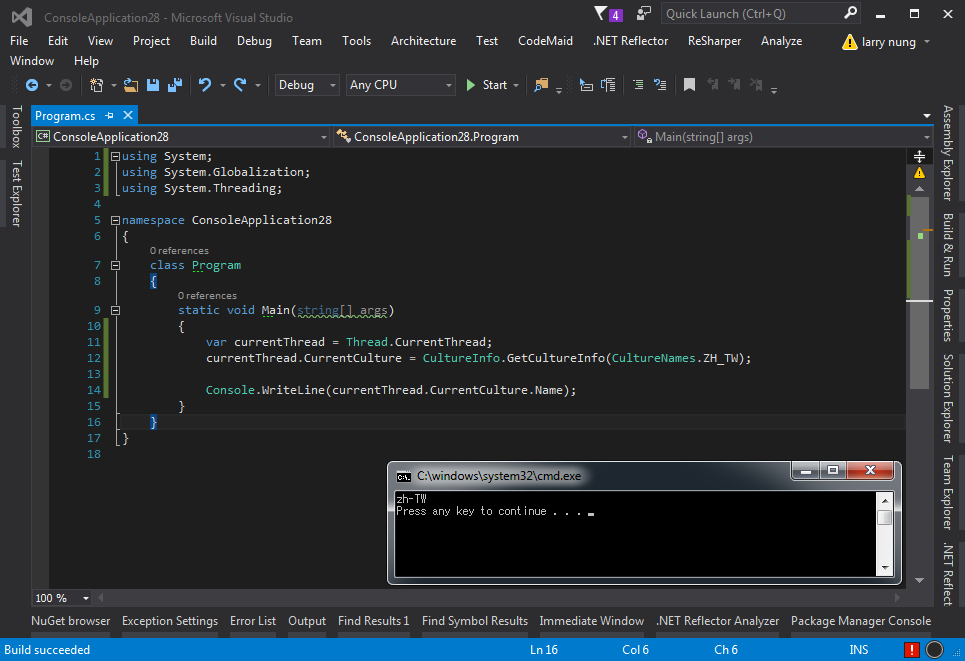 ConsoleApplication28 - Microsoft Visual Studio
4
Quick Launch (Ctrl+Q)
File Edit View Project Build Debug Team Tools Architecture Test CodeMaid .NET Reflector ReSharper Analyze larry nung
Window Help
Debug Any CPU Start
Program.cs
C# ConsoleApplication28 ConsoleApplication28.Program Main(string[] args)
Toolbox
Test Explorer
1 using System;
2 using System.Globalization;
3 using System.Threading;
4
5 namespace ConsoleApplication28
6 {
0 references
7 class Program
8 {
0 references
9 static void Main(string[] args)
10 {
11 var currentThread = Thread.CurrentThread;
12 currentThread.CurrentCulture = CultureInfo.GetCultureInfo(CultureNames.ZH_TW);
13
14 Console.WriteLine(currentThread.CurrentCulture.Name);
15 }
16 }
17 }
18
C:\windows\system32\cmd.exe
zh-TW
Press any key to continue . . .
Assembly Explorer
Build & Run
Properties
Solution Explorer
Team Explorer
.NET Reflect
100 %
NuGet browser Exception Settings Error List Output Find Results 1 Find Symbol Results Immediate Window .NET Reflector Analyzer Package Manager Console
Build succeeded Ln 16 Col 6 Ch 6 INS